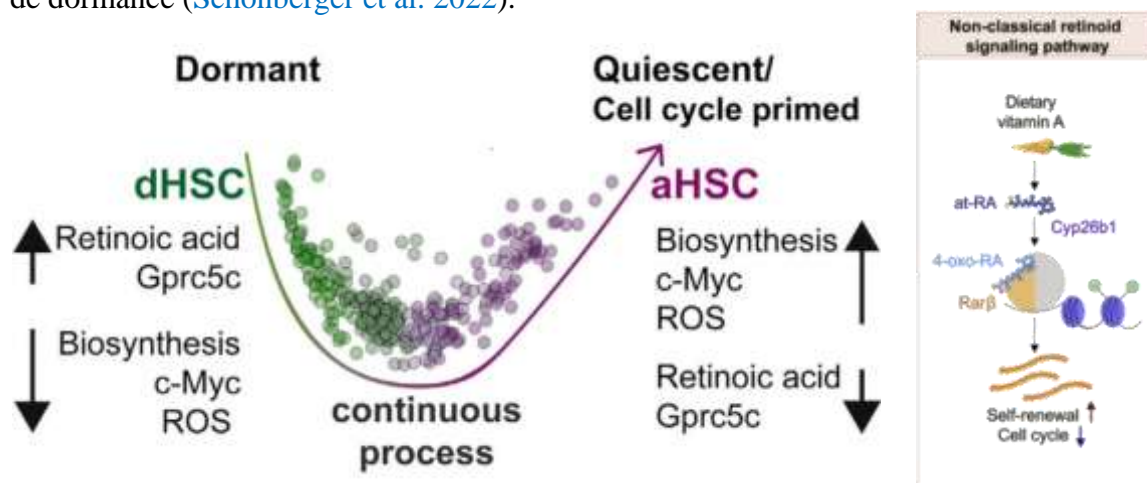 de dormance (Schönberger et al. 2022).
Dormant
Quiescent/
Cell cycle primed
dHSC
Retinoic acid
Gprc5c
Biosynthesis
c-Myc
ROS
continuous
process
aHSC
Biosynthesis
c-Myc
ROS
Retinoic acid
Gprc5c
Non-classical retinoid
signaling pathway
Dietary
vitamin A
at-RA
Cyp26b1
4-oxo-RA
Rarβ
Self-renewal
Cell cycle